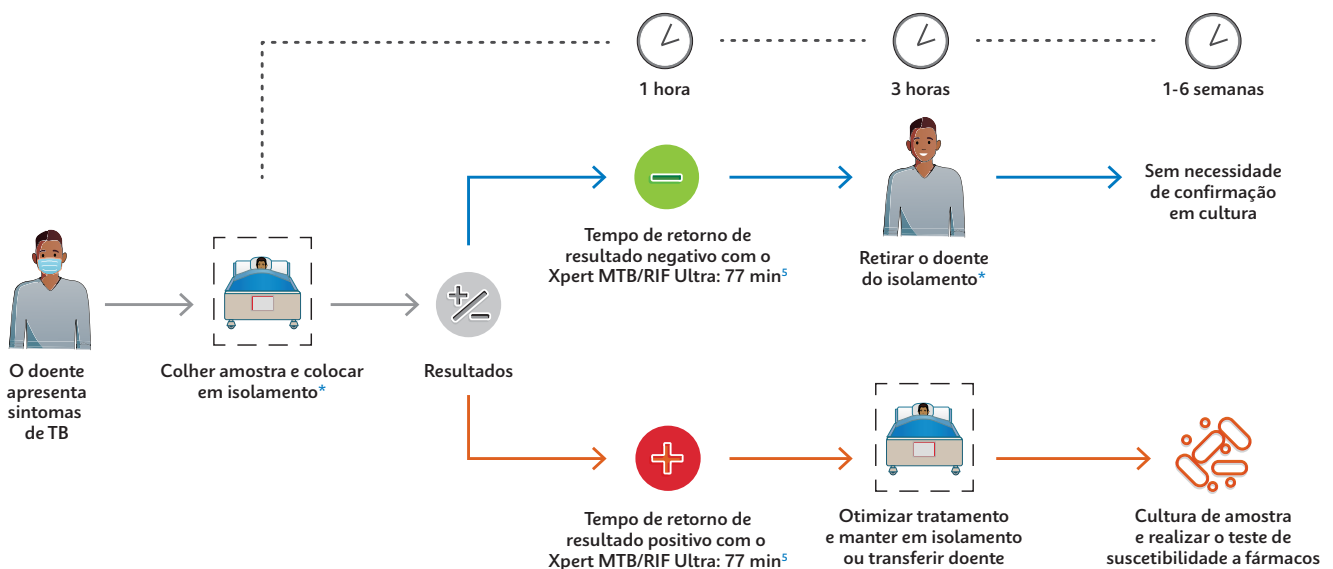 1 hora
3 horas
1-6 semanas
Sem necessidade
de confirmação
em cultura
Tempo de retorno de
resultado negativo com o
Xpert MTB/RIF Ultra: 77 min⁵
Retirar o doente
do isolamento*
O doente
apresenta
sintomas
de TB
Colher amostra e colocar
em isolamento*
Resultados
Tempo de retorno de
resultado positivo com o
Xpert MTB/RIF Ultra: 77 min⁵
Otimizar tratamento
e manter em isolamento
ou transferir doente
Cultura de amostra
e realizar o teste de
suscetibilidade a fármacos